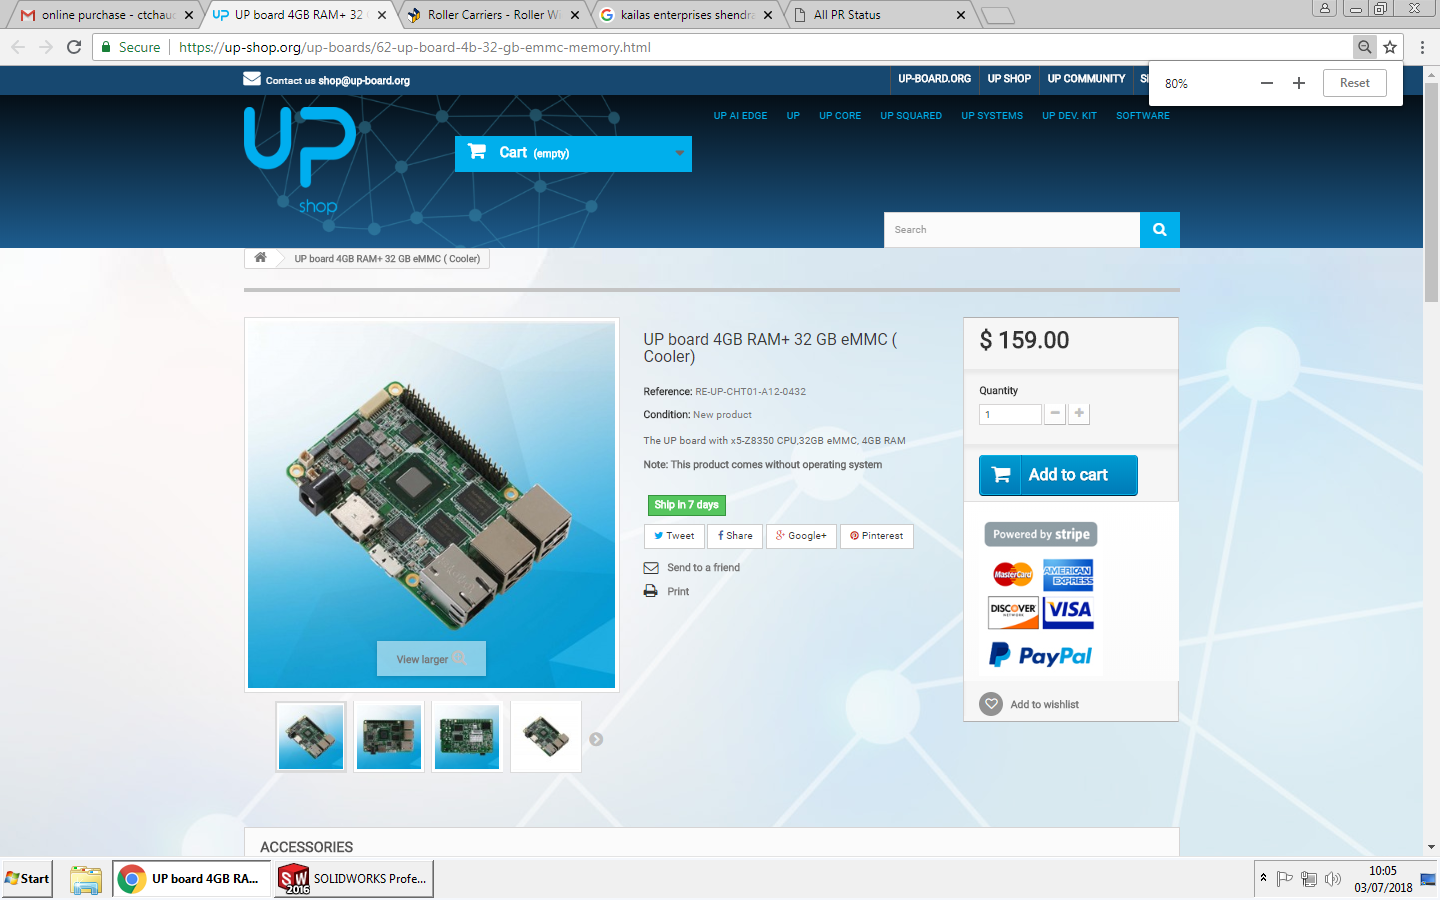 online purchase - ctchauc
UP board 4GB RAM+ 32 G
Roller Carriers - Roller W
kailas enterprises shendra
All PR Status
Secure
https://up-shop.org/up-boards/62-up-board-4b-32-gb-emmc-memory.html
80%
Reset
Contact us shop@up-board.org
UP-BOARD.ORG
UP SHOP
UP COMMUNITY
UP
shop
Cart (empty)
UP AI EDGE
UP
UP CORE
UP SQUARED
UP SYSTEMS
UP DEV. KIT
SOFTWARE
Search
UP board 4GB RAM+ 32 GB eMMC ( Cooler)
UP board 4GB RAM+ 32 GB eMMC (
Cooler)
Reference: RE-UP-CHT01-A12-0432
Condition: New product
The UP board with x5-Z8350 CPU,32GB eMMC, 4GB RAM
Note: This product comes without operating system
Ship in 7 days
Tweet
Share
Google+
Pinterest
Send to a friend
Print
View larger
$ 159.00
Quantity
1
Add to cart
Powered by stripe
MasterCard
AMERICAN EXPRESS
DISCOVER
NETWORK
VISA
PayPal
Add to wishlist
ACCESSORIES
Start
UP board 4GB RA...
SW
2016
SOLIDWORKS Profe...
10:05
03/07/2018